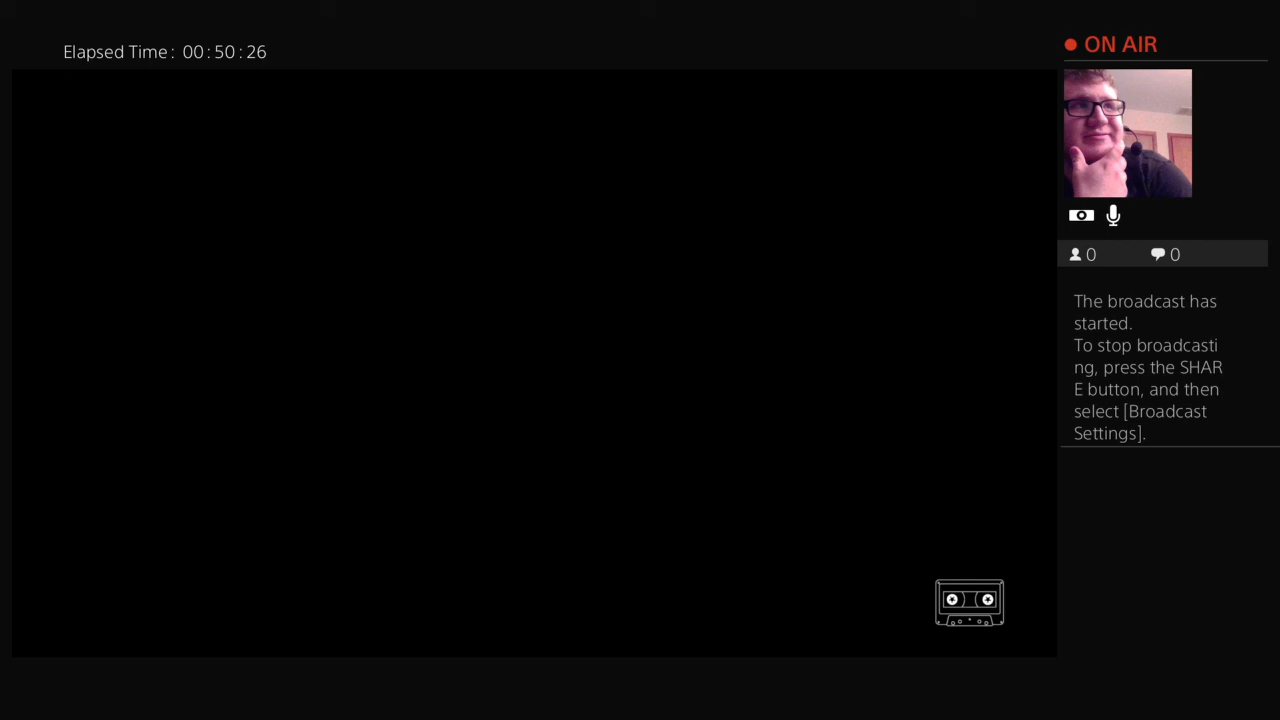 Elapsed Time: 00:50:26
ON AIR
0 0
The broadcast has
started.
To stop broadcasti
ng, press the SHAR
E button, and then
select [Broadcast
Settings].